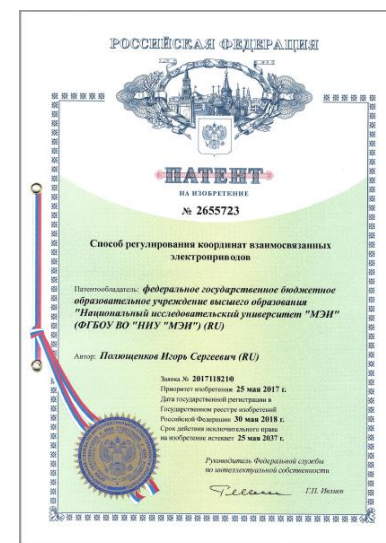 РОССИЙСКАЯ ФЕДЕРАЦИЯ
ПАТЕНТ
НА ИЗОБРЕТЕНИЕ
№ 2655723
Способ регулирования координат взаимосвязанных
электроприводов
Патентообладатель: федеральное государственное бюджетное
образовательное учреждение высшего образования
"Национальный исследовательский университет "МЭИ"
(ФГБОУ ВО "НИУ "МЭИ") (RU)
Автор: Полющенков Игорь Сергеевич (RU)
Заявка № 2017118210
Приоритет изобретения 25 мая 2017 г.
Дата государственной регистрации в
Государственном реестре изобретений
Российской Федерации 30 мая 2018 г.
Срок действия исключительного права
на изобретение истекает 25 мая 2037 г.
Руководитель Федеральной службы
по интеллектуальной собственности
Г.П. Ивлиев